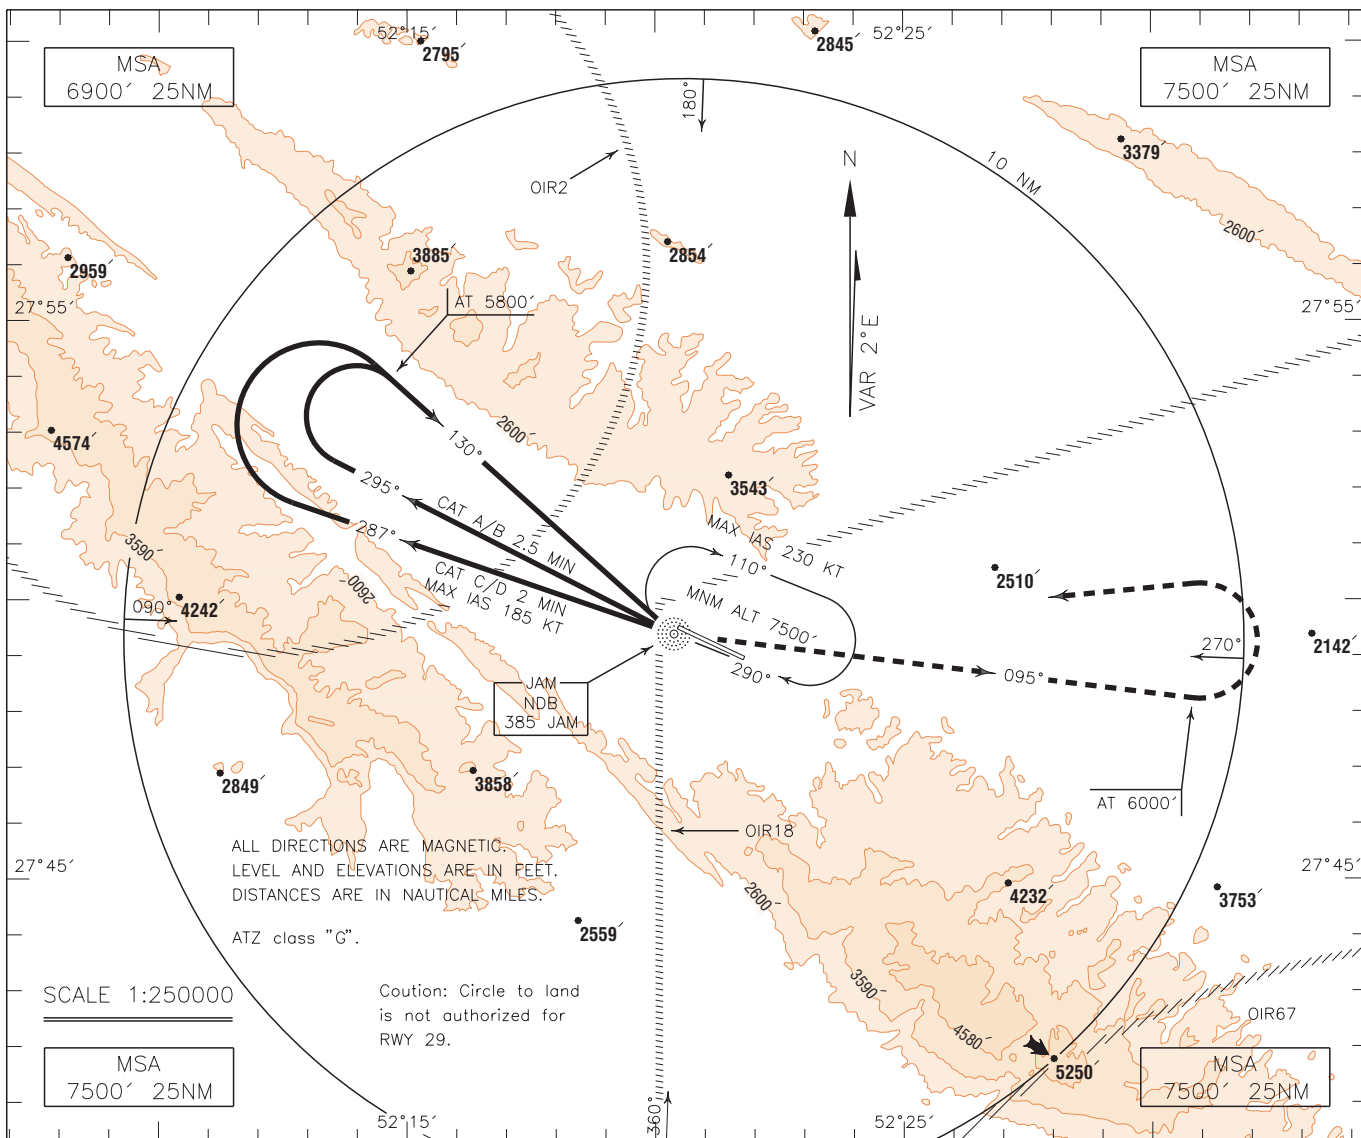 52°15′
52°25′
2795′
2845′
MSA
6900′ 25NM
MSA
7500′ 25NM
180°
3379′
10 NM
N
OIR2
2600′
3885′
2854′
2959′
AT 5800′
27°55′
27°55′
VAR 2°E
2600′
130°
4574′
3543′
295°
CAT A/B 2.5 MIN
287°
MAX IAS 230 KT
110°
3590′
CAT C/D 2 MIN
MAX IAS 185 KT
2510′
MNM ALT 7500′
2600′
090°
4242′
270°
2142′
290°
095°
JAM
NDB
385 JAM
2849′
3858′
AT 6000′
OIR18
ALL DIRECTIONS ARE MAGNETIC.
LEVEL AND ELEVATIONS ARE IN FEET.
DISTANCES ARE IN NAUTICAL MILES.
27°45′
27°45′
4232′
3753′
2600′
2559′
ATZ class "G".
3590′
SCALE 1:250000
Coution: Circle to land
is not authorized for
RWY 29.
OIR67
4580′
5250′
MSA
7500′ 25NM
MSA
7500′ 25NM
360°
52°15′
52°25′